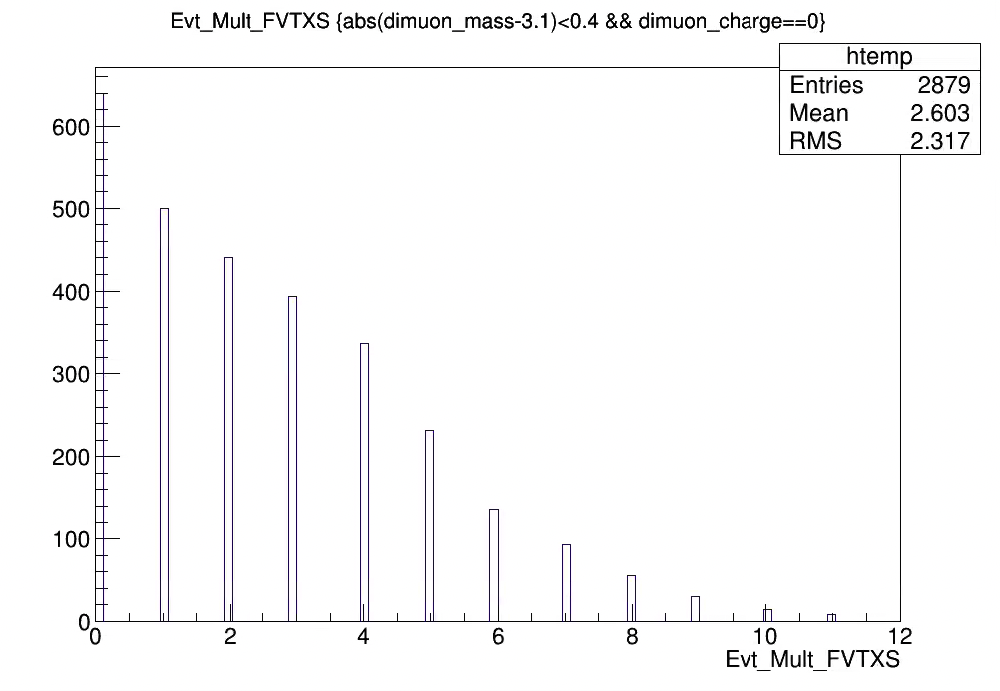 Evt_Mult_FVTXS {abs(dimuon_mass-3.1)<0.4 && dimuon_charge==0}
htemp
Entries 2879
Mean 2.603
RMS 2.317
600
500
400
300
200
100
0
0 2 4 6 8 10 12
Evt_Mult_FVTXS